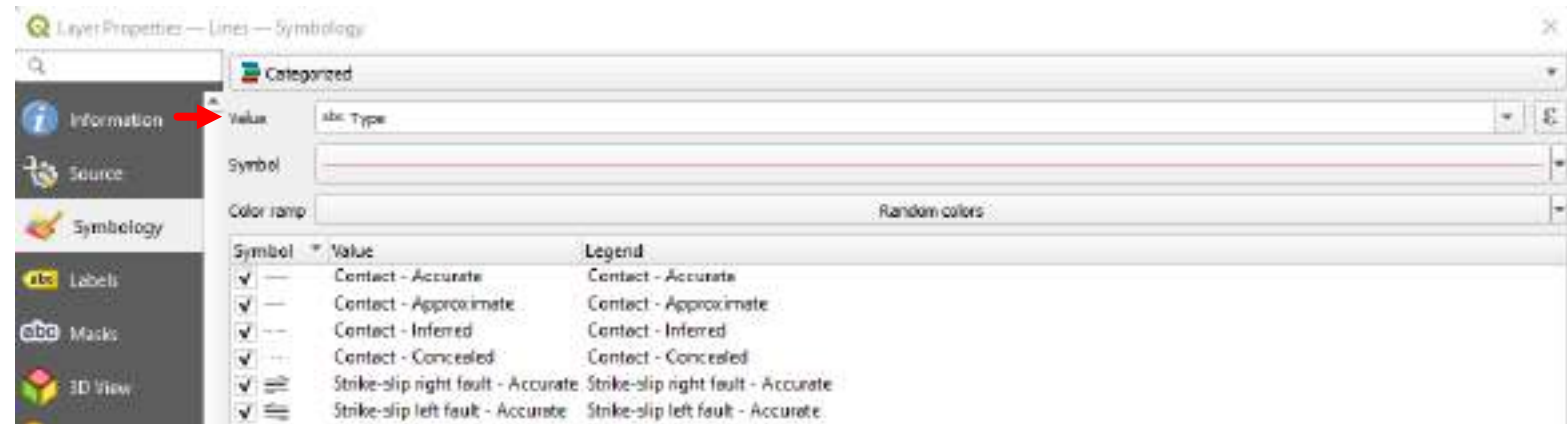 Layer Properties — Lines — Symbology
Categorized
Information
Value
abc Type
ε
Source
Symbol
Symbology
Color ramp
Random colors
Symbol Value Legend
Contact - Accurate Contact - Accurate
abc Labels
Contact - Approximate Contact - Approximate
abc Masks
Contact - Inferred Contact - Inferred
Contact - Concealed Contact - Concealed
3D View
Strike-slip right fault - Accurate Strike-slip right fault - Accurate
Strike-slip left fault - Accurate Strike-slip left fault - Accurate